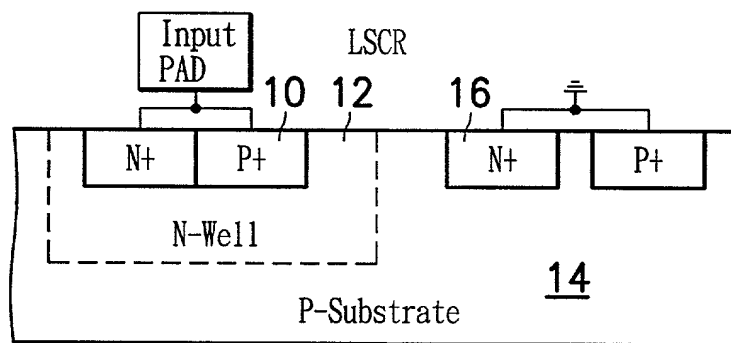 Input
PAD
LSCR
10
12
16
N+
P+
N+
P+
N-Well
14
P-Substrate